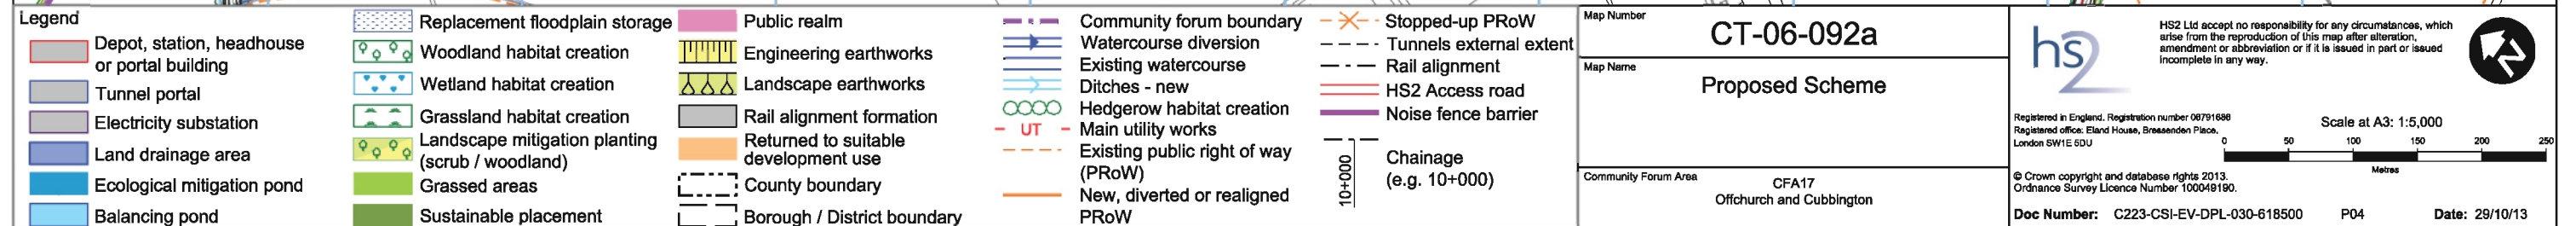 Legend
Depot, station, headhouse
or portal building
Tunnel portal
Electricity substation
Land drainage area
Ecological mitigation pond
Balancing pond
Replacement floodplain storage
Woodland habitat creation
Wetland habitat creation
Grassland habitat creation
Landscape mitigation planting
(scrub / woodland)
Grassed areas
Sustainable placement
Public realm
Engineering earthworks
Landscape earthworks
Rail alignment formation
Returned to suitable
development use
County boundary
Borough / District boundary
Community forum boundary
Watercourse diversion
Existing watercourse
Ditches - new
Hedgerow habitat creation
UT Main utility works
Existing public right of way
(PRoW)
New, diverted or realigned
PRoW
Stopped-up PRoW
Tunnels external extent
Rail alignment
HS2 Access road
Noise fence barrier
10+000
Chainage
(e.g. 10+000)
Map Number
CT-06-092a
Map Name
Proposed Scheme
Community Forum Area
CFA17
Offchurch and Cubbington
hs2
HS2 Ltd accept no responsibility for any circumstances, which
arise from the reproduction of this map after alteration,
amendment or abbreviation or if it is issued in part or issued
incomplete in any way.
N
Registered in England. Registration number 06791686
Registered office: Eland House, Bressenden Place,
London SW1E 5DU
Scale at A3: 1:5,000
0 50 100 150 200 250
Metres
© Crown copyright and database rights 2013.
Ordnance Survey Licence Number 100049190.
Doc Number: C223-CSI-EV-DPL-030-618500 P04 Date: 29/10/13